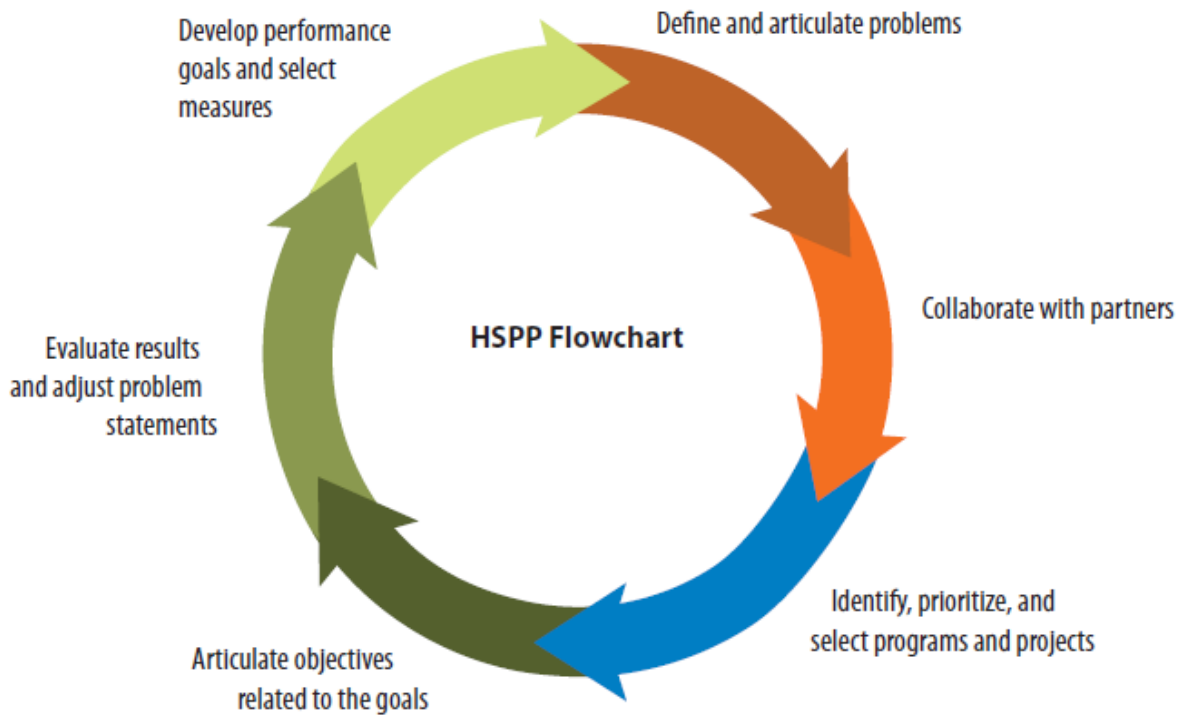 Develop performance
goals and select
measures
Define and articulate problems
Collaborate with partners
HSPP Flowchart
Evaluate results
and adjust problem
statements
Identify, prioritize, and
select programs and projects
Articulate objectives
related to the goals